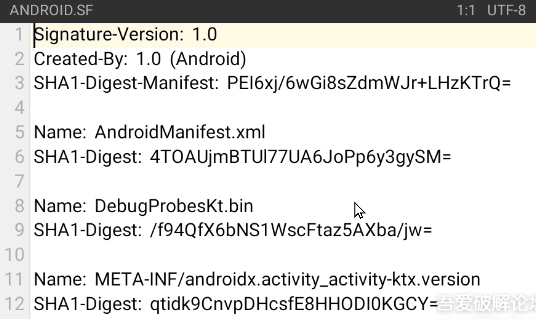 ANDROID.SF 1:1 UTF-8
1 Signature-Version: 1.0
2 Created-By: 1.0 (Android)
3 SHA1-Digest-Manifest: PEI6xj/6wGi8sZdmWJr+LHzKTrQ=
4
5 Name: AndroidManifest.xml
6 SHA1-Digest: 4TOAUjmBTUl77UA6JoPp6y3gySM=
7
8 Name: DebugProbesKt.bin
9 SHA1-Digest: /f94QfX6bNS1WscFtaz5AXba/jw=
10
11 Name: META-INF/androidx.activity_activity-ktx.version
12 SHA1-Digest: qtidk9CnvpDHcsfE8HHODI0KGCY=
吾爱破解论坛